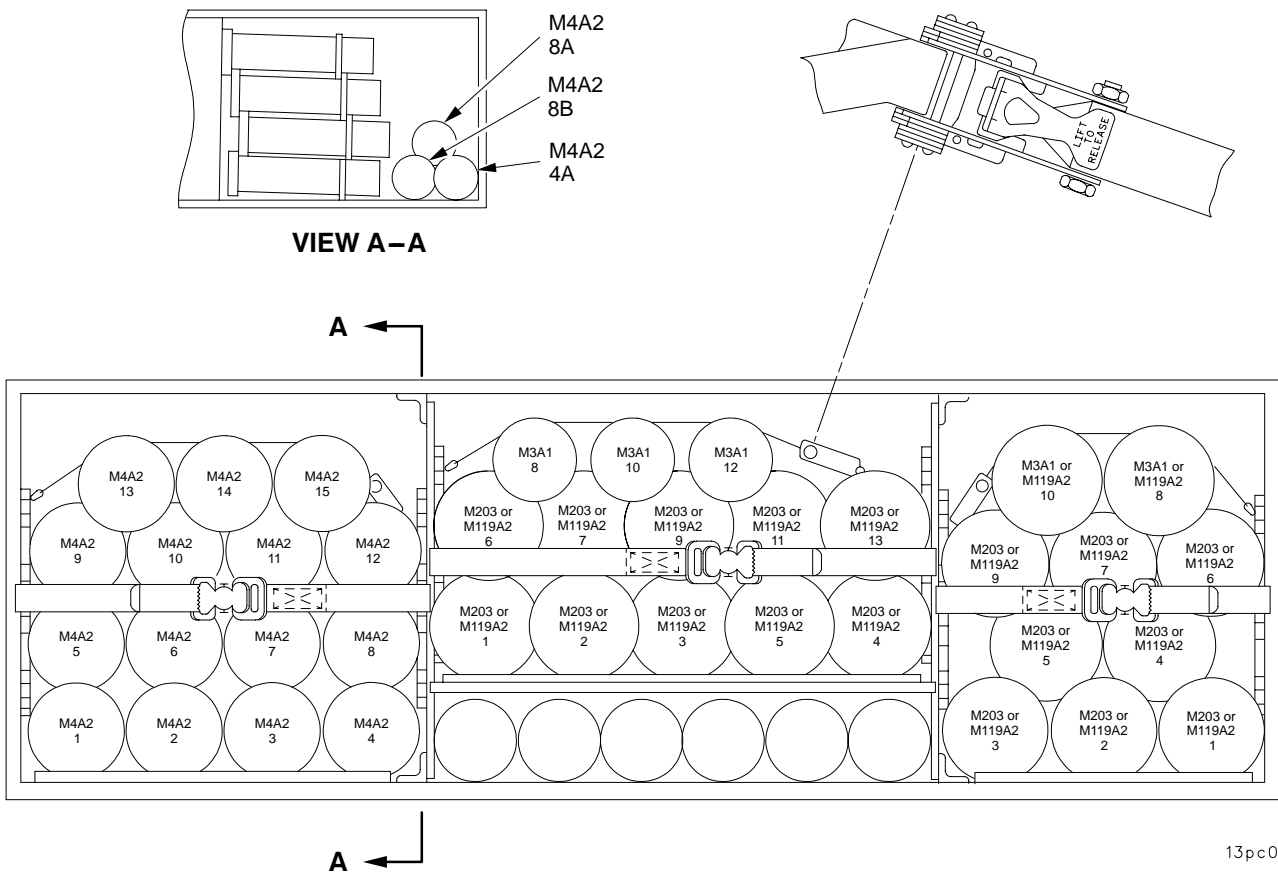 M4A2
8A
M4A2
8B
M4A2
4A
VIEW A–A
LIFT
TO
RELEASE
A
M4A2
13
M4A2
14
M4A2
15
M4A2
9
M4A2
10
M4A2
11
M4A2
12
M4A2
5
M4A2
6
M4A2
7
M4A2
8
M4A2
1
M4A2
2
M4A2
3
M4A2
4
M3A1
8
M3A1
10
M3A1
12
M203 or
M119A2
6
M203 or
M119A2
7
M203 or
M119A2
9
M203 or
M119A2
11
M203 or
M119A2
13
M203 or
M119A2
1
M203 or
M119A2
2
M203 or
M119A2
3
M203 or
M119A2
5
M203 or
M119A2
4
M3A1 or
M119A2
10
M3A1 or
M119A2
8
M203 or
M119A2
9
M203 or
M119A2
7
M203 or
M119A2
6
M203 or
M119A2
5
M203 or
M119A2
4
M203 or
M119A2
3
M203 or
M119A2
2
M203 or
M119A2
1
A
13pc0